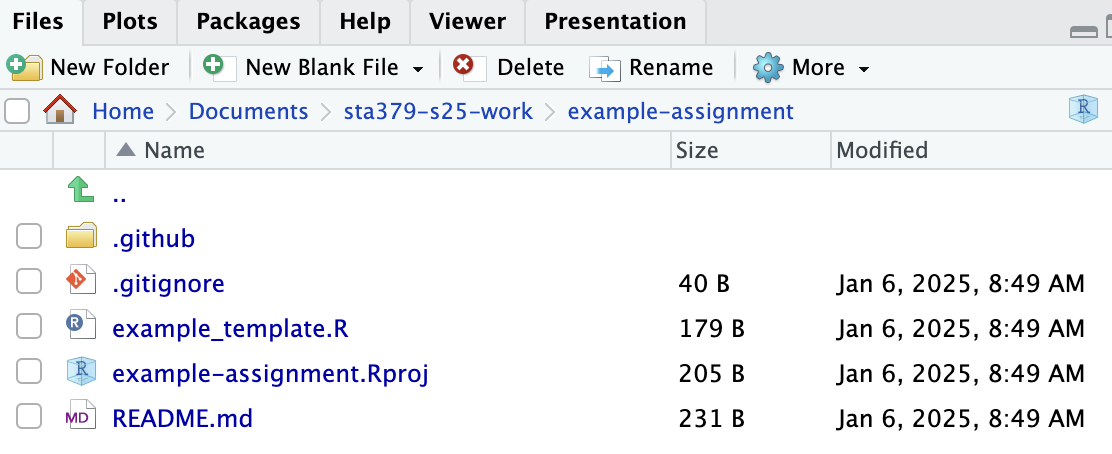 Files Plots Packages Help Viewer Presentation
New Folder New Blank File Delete Rename More
Home Documents sta379-s25-work example-assignment R
Name Size Modified
..
.github
.gitignore 40 B Jan 6, 2025, 8:49 AM
R example_template.R 179 B Jan 6, 2025, 8:49 AM
R example-assignment.Rproj 205 B Jan 6, 2025, 8:49 AM
MD README.md 231 B Jan 6, 2025, 8:49 AM